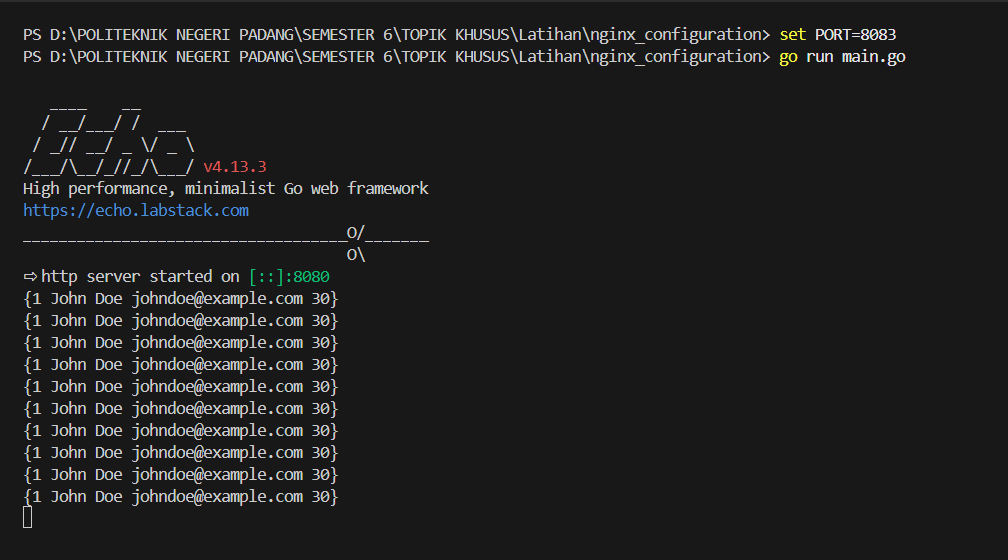 PS D:\POLITEKNIK NEGERI PADANG\SEMESTER 6\TOPIK KHUSUS\Latihan\nginx_configuration> set PORT=8083
PS D:\POLITEKNIK NEGERI PADANG\SEMESTER 6\TOPIK KHUSUS\Latihan\nginx_configuration> go run main.go
   ____    __
  / __/___/ /  ___
 / _// __/ _ \/ _ \
/___/\__/_//_/\___/ v4.13.3
High performance, minimalist Go web framework
https://echo.labstack.com
____________________________________O/_______
                                    O\
⇨ http server started on [::]:8080
{1 John Doe johndoe@example.com 30}
{1 John Doe johndoe@example.com 30}
{1 John Doe johndoe@example.com 30}
{1 John Doe johndoe@example.com 30}
{1 John Doe johndoe@example.com 30}
{1 John Doe johndoe@example.com 30}
{1 John Doe johndoe@example.com 30}
{1 John Doe johndoe@example.com 30}
{1 John Doe johndoe@example.com 30}
{1 John Doe johndoe@example.com 30}